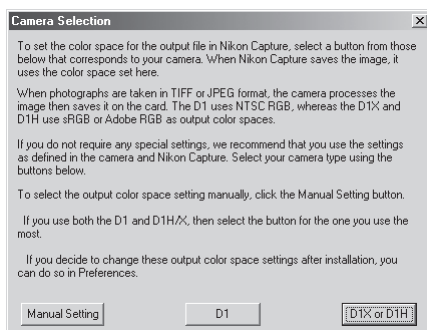 Camera Selection
To set the color space for the output file in Nikon Capture, select a button from those
below that corresponds to your camera. When Nikon Capture saves the image, it
uses the color space set here.
When photographs are taken in TIFF or JPEG format, the camera processes the
image then saves it on the card. The D1 uses NTSC RGB, whereas the D1X and
D1H use sRGB or Adobe RGB as output color spaces.
If you do not require any special settings, we recommend that you use the settings
as defined in the camera and Nikon Capture. Select your camera type using the
buttons below.
To select the output color space setting manually, click the Manual Setting button.
If you use both the D1 and D1H/X, then select the button for the one you use the
most.
If you decide to change these output color space settings after installation, you
can do so in Preferences.
Manual Setting D1 D1X or D1H